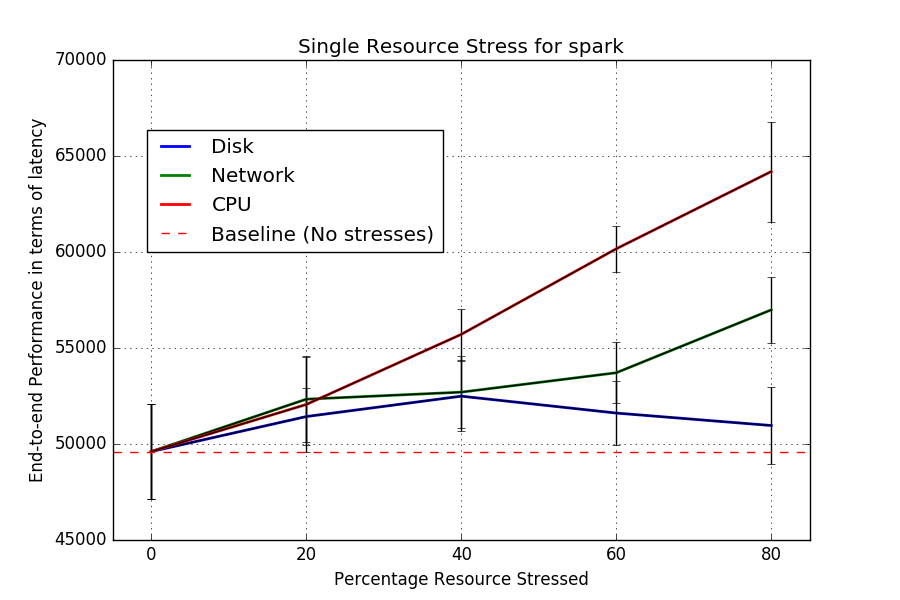 Single Resource Stress for spark
70000
65000
60000
55000
50000
45000
End-to-end Performance in terms of latency
Disk
Network
CPU
Baseline (No stresses)
0 20 40 60 80
Percentage Resource Stressed